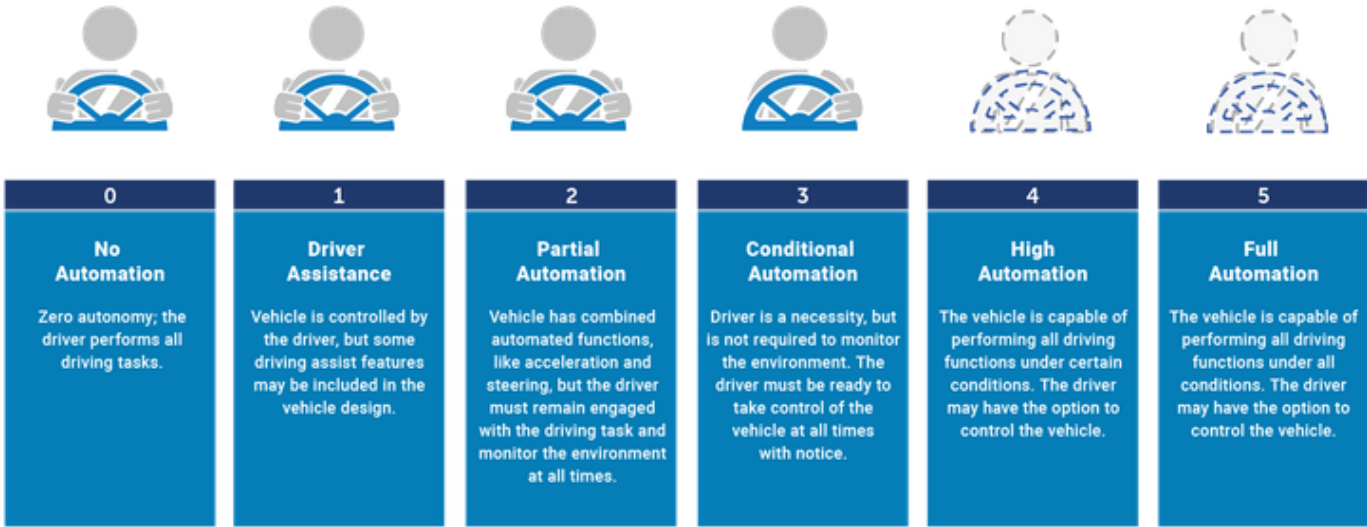 0
No
Automation
Zero autonomy; the
driver performs all
driving tasks.
1
Driver
Assistance
Vehicle is controlled by
the driver, but some
driving assist features
may be included in the
vehicle design.
2
Partial
Automation
Vehicle has combined
automated functions,
like acceleration and
steering, but the driver
must remain engaged
with the driving task and
monitor the environment
at all times.
3
Conditional
Automation
Driver is a necessity, but
is not required to monitor
the environment. The
driver must be ready to
take control of the
vehicle at all times
with notice.
4
High
Automation
The vehicle is capable of
performing all driving
functions under certain
conditions. The driver
may have the option to
control the vehicle.
5
Full
Automation
The vehicle is capable of
performing all driving
functions under all
conditions. The driver
may have the option to
control the vehicle.